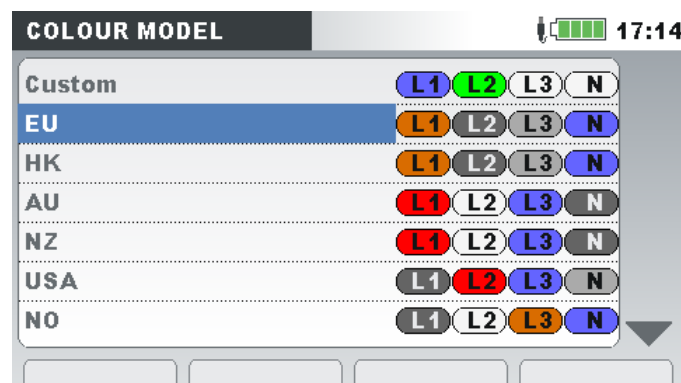 COLOUR MODEL 17:14
Custom L1 L2 L3 N
EU L1 L2 L3 N
HK L1 L2 L3 N
AU L1 L2 L3 N
NZ L1 L2 L3 N
USA L1 L2 L3 N
NO L1 L2 L3 N